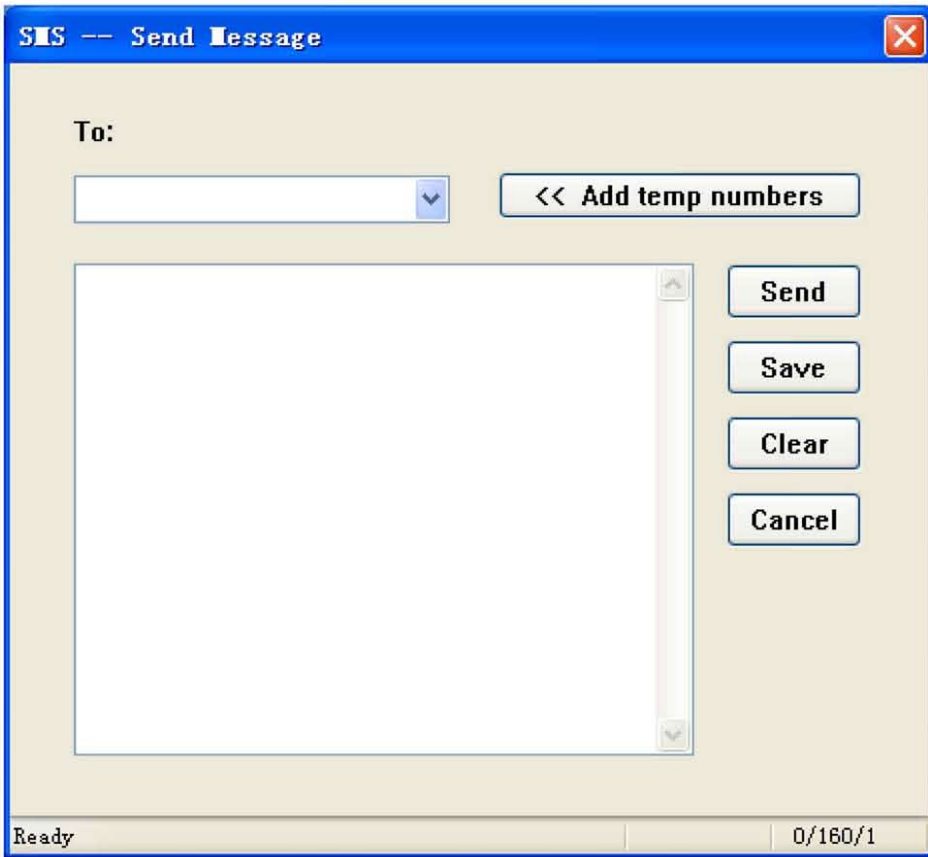 SMS -- Send Message
To:
<< Add temp numbers
Send
Save
Clear
Cancel
Ready
0/160/1